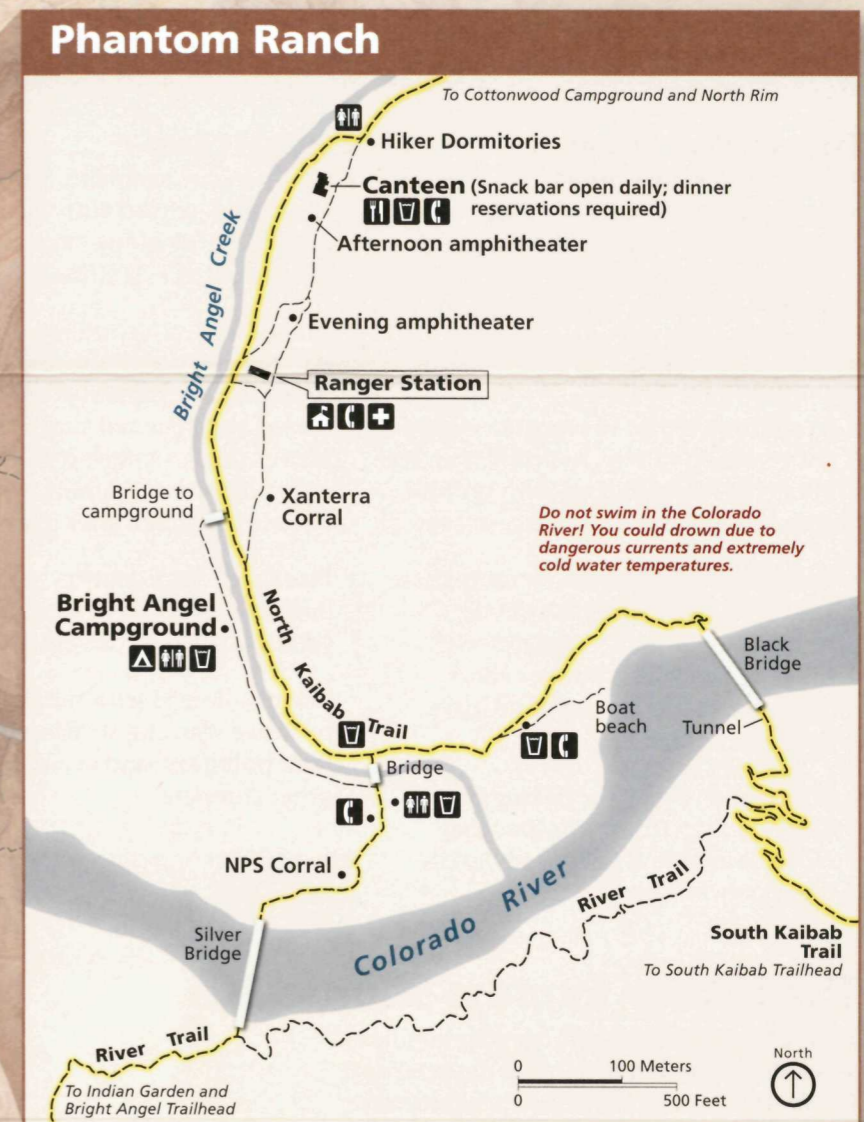 Phantom Ranch
To Cottonwood Campground and North Rim
Hiker Dormitories
Canteen (Snack bar open daily; dinner
reservations required)
Afternoon amphitheater
Bright Angel Creek
Evening amphitheater
Ranger Station
Bridge to
campground
Xanterra
Corral
Do not swim in the Colorado
River! You could drown due to
dangerous currents and extremely
cold water temperatures.
Bright Angel
Campground
North Kaibab Trail
Black
Bridge
Boat
beach
Tunnel
Bridge
NPS Corral
Silver
Bridge
Colorado River
River Trail
South Kaibab
Trail
To South Kaibab Trailhead
River Trail
To Indian Garden and
Bright Angel Trailhead
0 100 Meters
0 500 Feet
North